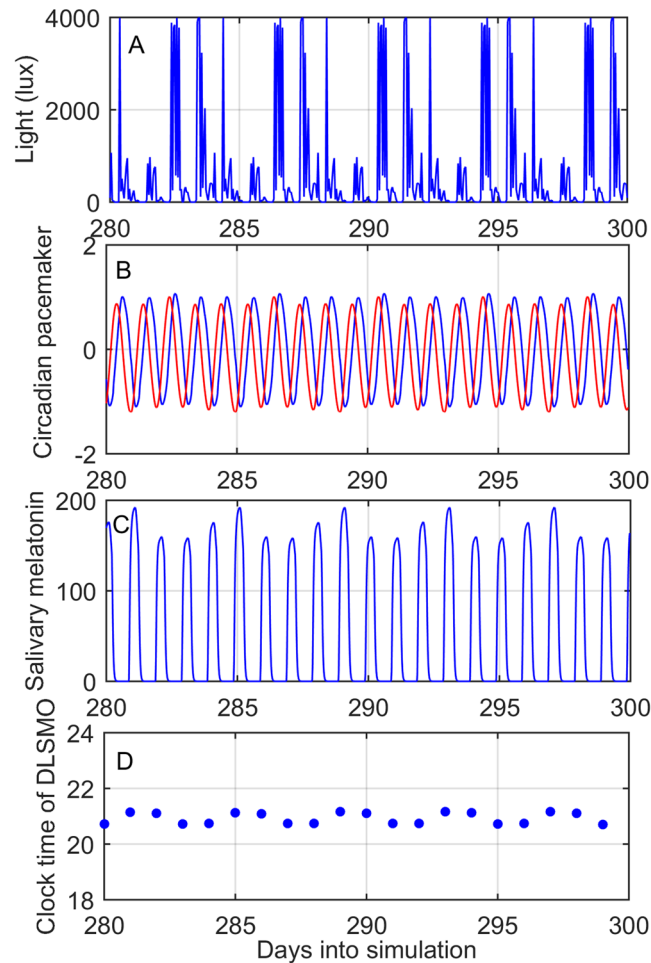 4000
2000
0
Light (lux)
A
280 285 290 295 300
2
0
-2
Circadian pacemaker
B
280 285 290 295 300
200
100
0
Salivary melatonin
C
280 285 290 295 300
24
22
20
18
Clock time of DLSMO
D
280 285 290 295 300
Days into simulation